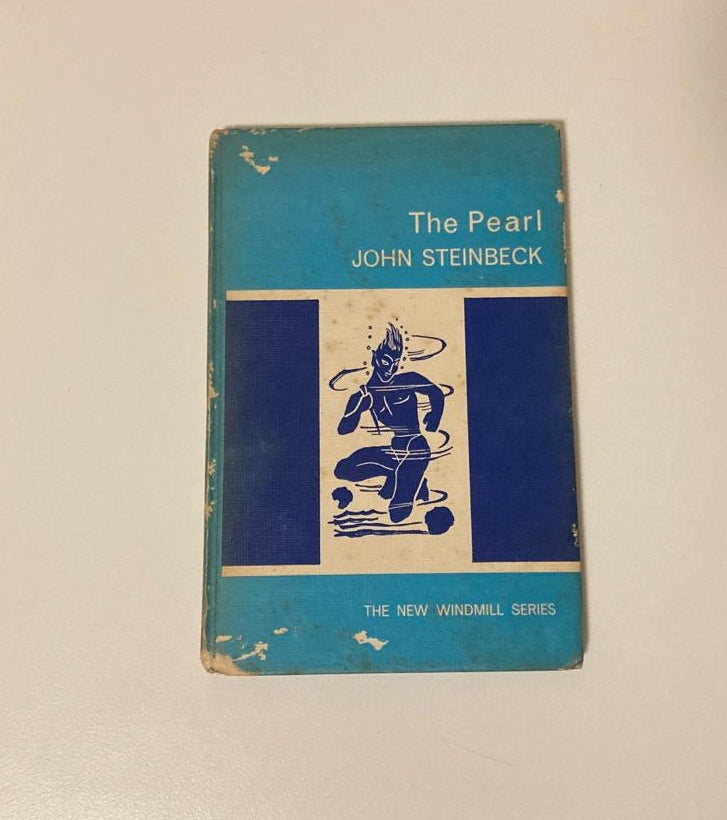 The Pearl
JOHN STEINBECK
THE NEW WINDMILL SERIES